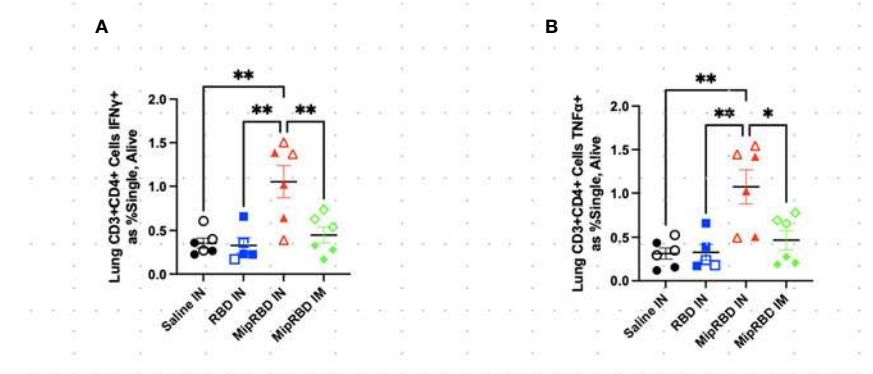 A
B
**
**
**
Lung CD3+CD4+ Cells IFNγ+
as %Single, Alive
2.0
1.5
1.0
0.5
0.0
Saline IN
RBD IN
MipRBD IN
MipRBD IM
**
**
*
Lung CD3+CD4+ Cells TNFα+
as %Single, Alive
2.0
1.5
1.0
0.5
0.0
Saline IN
RBD IN
MipRBD IN
MipRBD IM